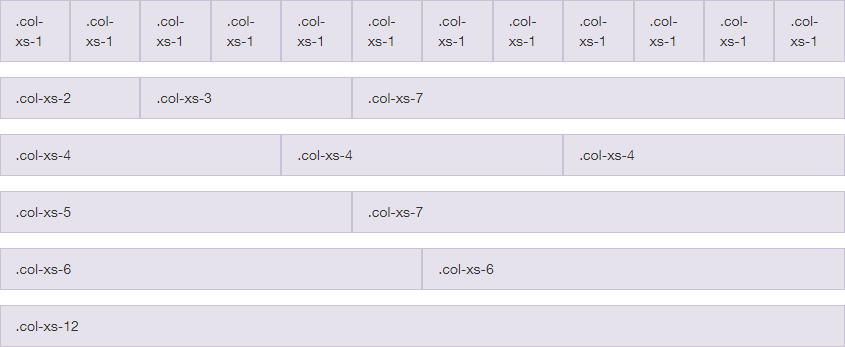 .col- .col- .col- .col- .col- .col- .col- .col- .col- .col- .col- .col-
xs-1 xs-1 xs-1 xs-1 xs-1 xs-1 xs-1 xs-1 xs-1 xs-1 xs-1 xs-1
.col-xs-2 .col-xs-3 .col-xs-7
.col-xs-4 .col-xs-4 .col-xs-4
.col-xs-5 .col-xs-7
.col-xs-6 .col-xs-6
.col-xs-12